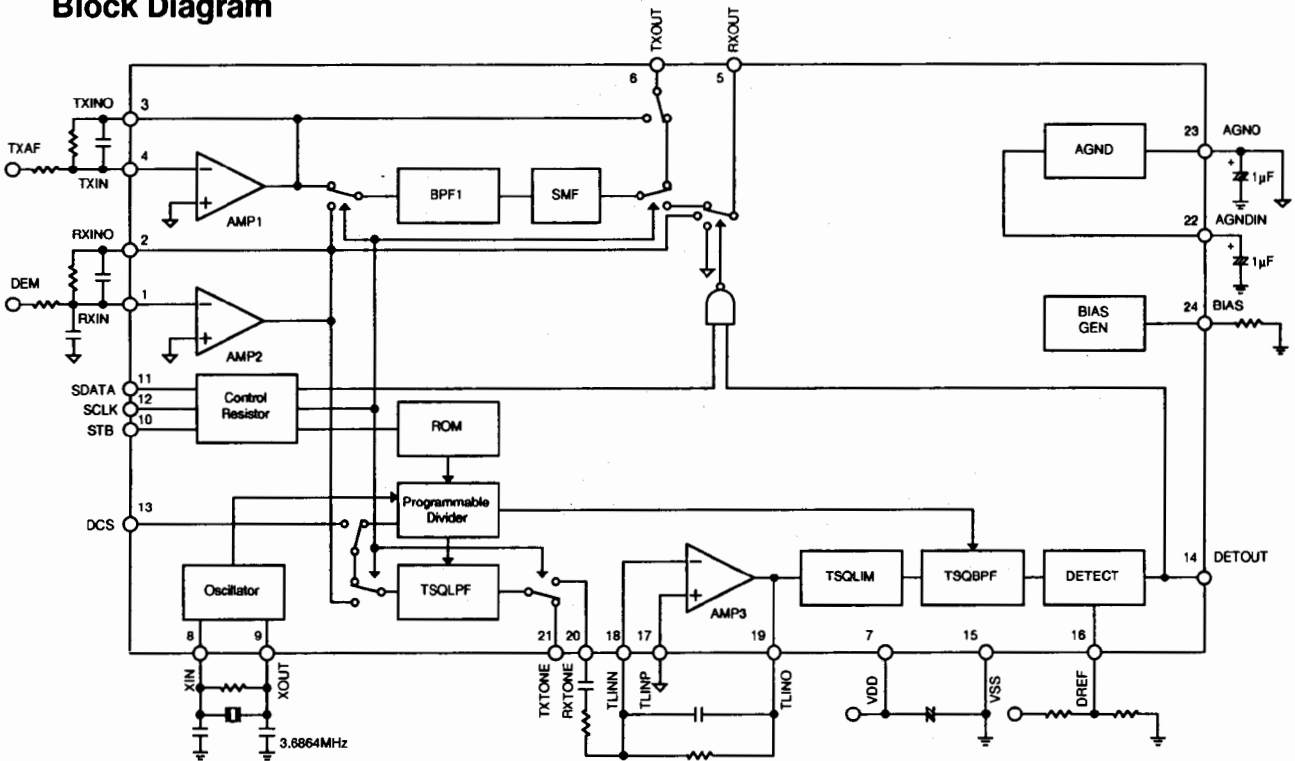 Block Diagram
TXOUT
RXOUT
6
5
TXINO
3
TXAF
4
TXIN
AMP1
BPF1
SMF
AGND
23
AGNO
+
1µF
22
AGNDIN
+
1µF
RXINO
2
DEM
1
RXIN
AMP2
BIAS
GEN
24
BIAS
SDATA
11
SCLK
12
STB
10
Control
Resistor
ROM
DCS
13
Programmable
Divider
Oscillator
TSQLPF
AMP3
TSQLIM
TSQBPF
DETECT
14
DETOUT
8
9
21
20
18
17
19
7
15
16
XIN
XOUT
TXTONE
RXTONE
TLINN
TLINP
TLINO
VDD
VSS
DREF
3.6864MHz